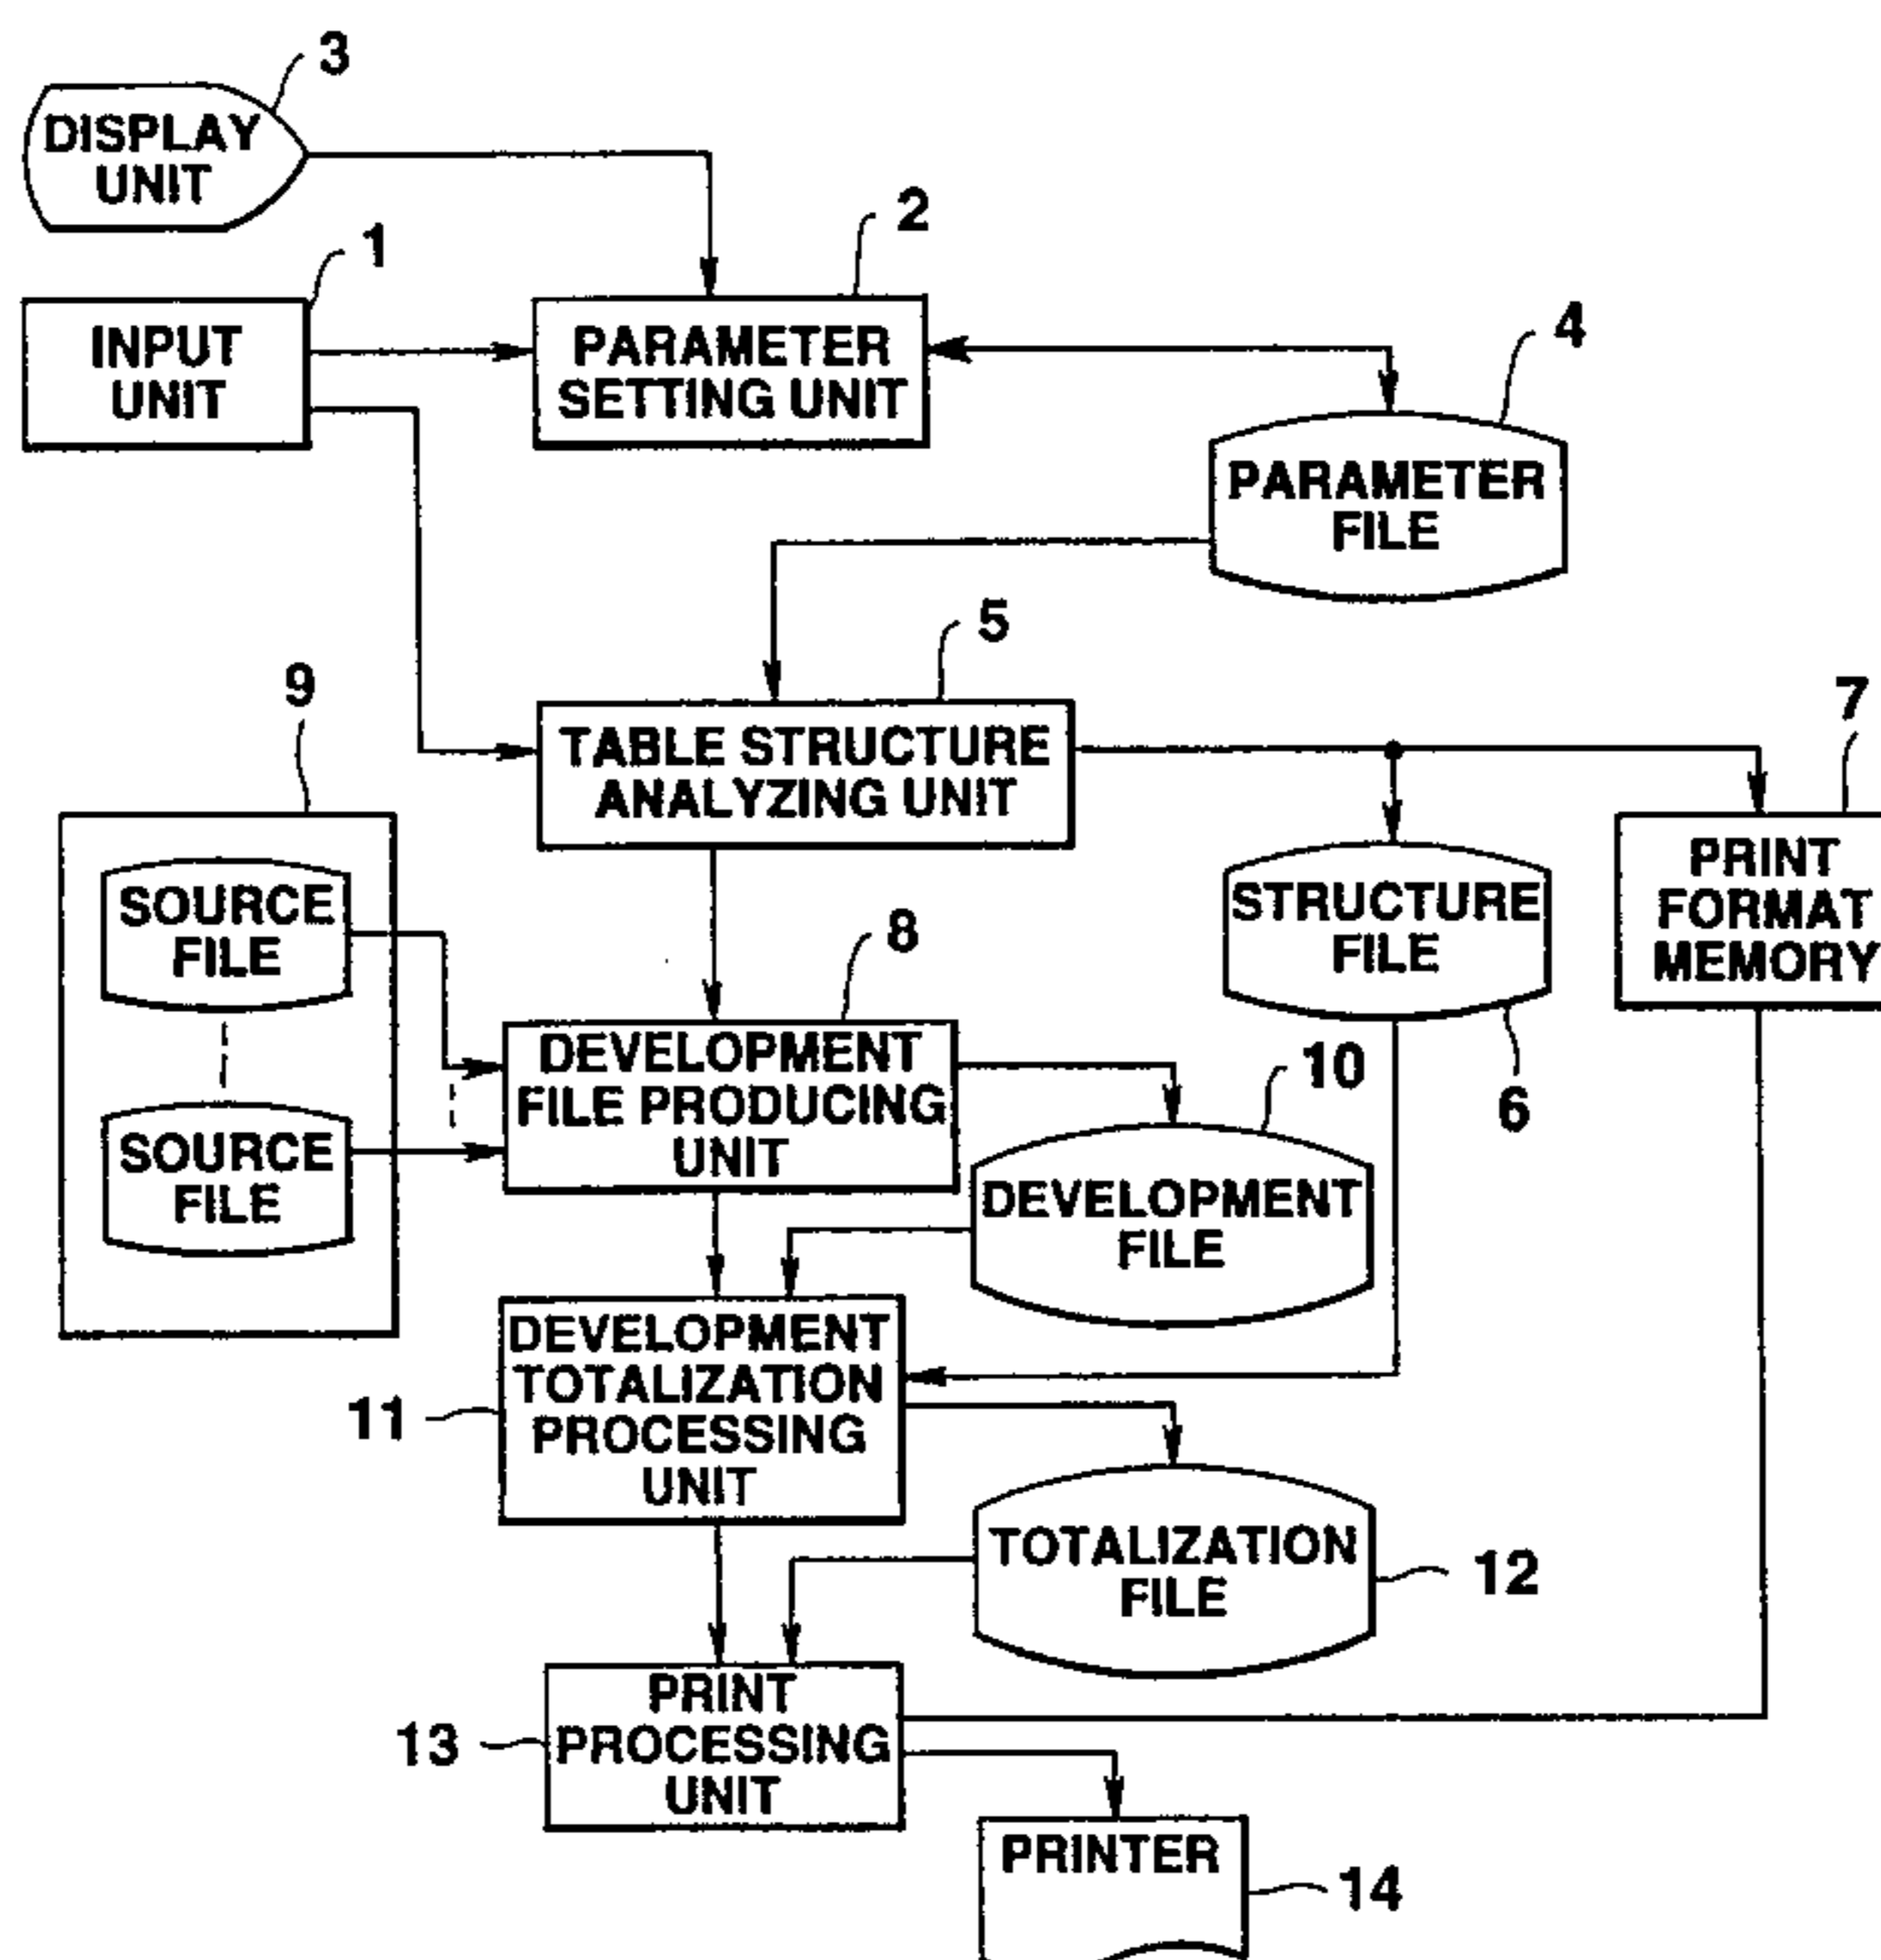 3
DISPLAY
UNIT
2
1
INPUT
UNIT
PARAMETER
SETTING UNIT
4
PARAMETER
FILE
5
9
7
TABLE STRUCTURE
ANALYZING UNIT
PRINT
FORMAT
MEMORY
SOURCE
FILE
STRUCTURE
FILE
8
6
DEVELOPMENT
FILE PRODUCING
UNIT
10
SOURCE
FILE
DEVELOPMENT
FILE
DEVELOPMENT
TOTALIZATION
PROCESSING
UNIT
11
TOTALIZATION
FILE
12
PRINT
PROCESSING
UNIT
13
PRINTER
14